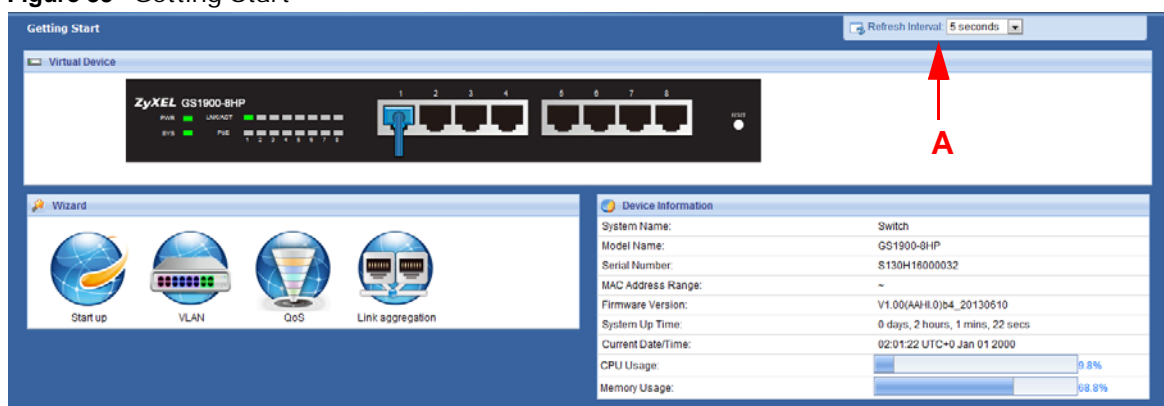 Getting Start
Refresh Interval: 5 seconds
Virtual Device
ZyXEL GS1900-8HP
PWR LNK/ACT
SYS PoE
1 2 3 4 5 6 7 8
1 2 3 4 5 6 7 8
A
Wizard
Start up VLAN QoS Link aggregation
Device Information
System Name: Switch
Model Name: GS1900-8HP
Serial Number: S130H16000032
MAC Address Range: ~
Firmware Version: V1.00(AAHI.0)b4_20130610
System Up Time: 0 days, 2 hours, 1 mins, 22 secs
Current Date/Time: 02:01:22 UTC+0 Jan 01 2000
CPU Usage: 9.8%
Memory Usage: 68.8%